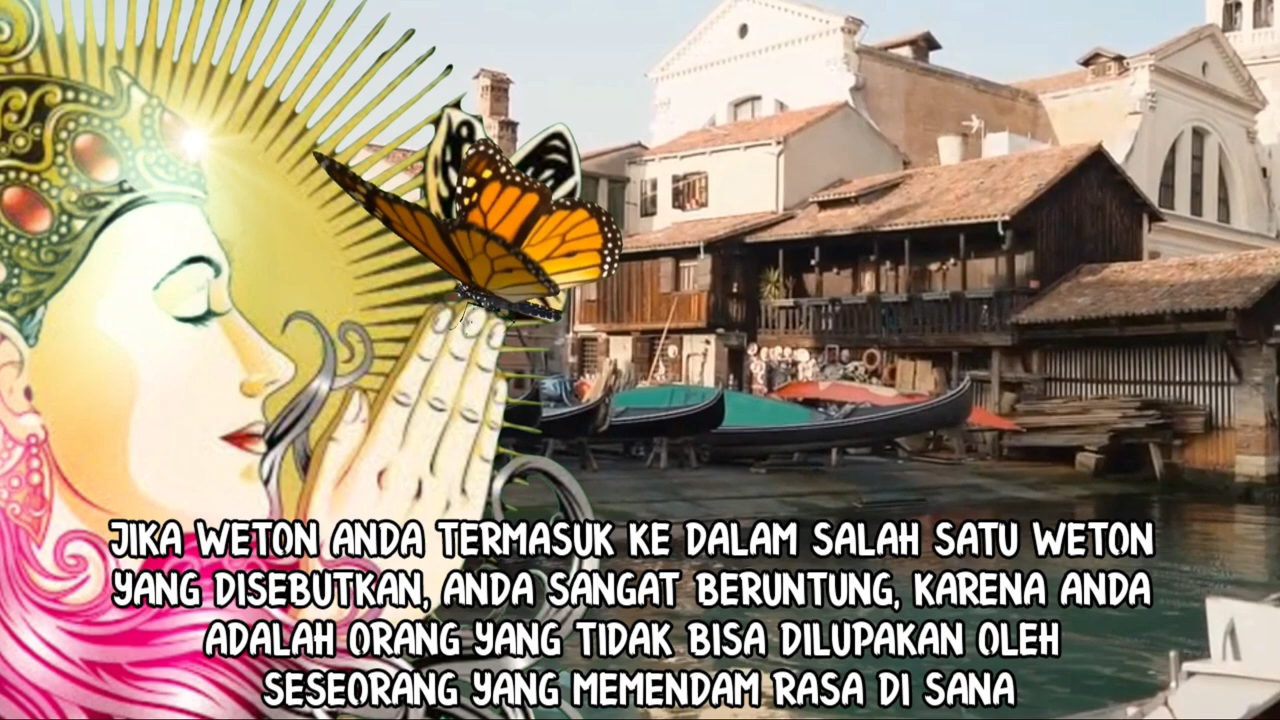 JIKA WETON ANDA TERMASUK KE DALAM SALAH SATU WETON
YANG DISEBUTKAN, ANDA SANGAT BERUNTUNG, KARENA ANDA
ADALAH ORANG YANG TIDAK BISA DILUPAKAN OLEH
SESEORANG YANG MEMENDAM RASA DI SANA